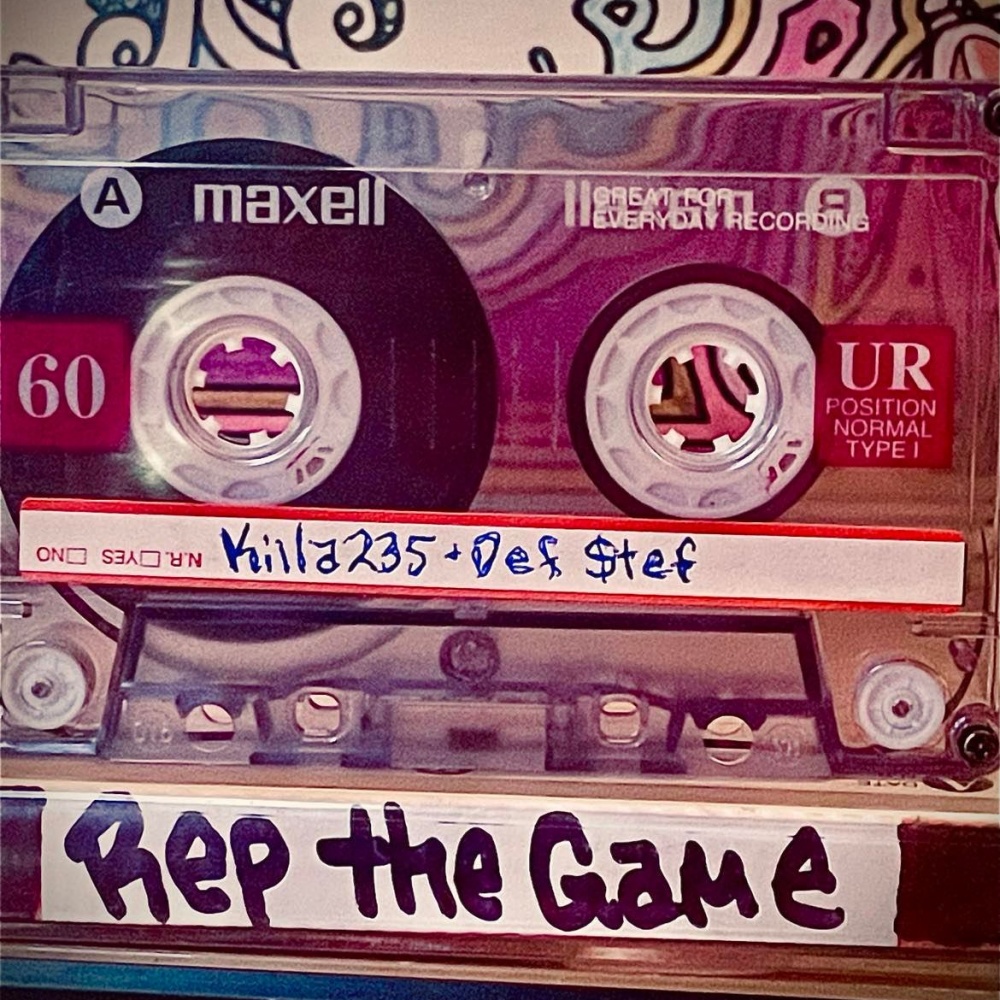 A maxell
GREAT FOR
EVERYDAY RECORDING
60
UR
POSITION
NORMAL
TYPE I
N.R. □YES □NO
Killa235 + Def $tef
Rep the Game